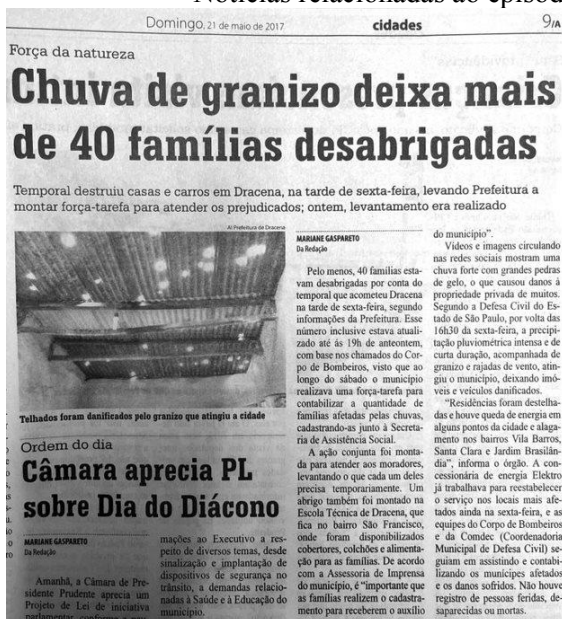 Notícias relacionadas ao episód
Domingo, 21 de maio de 2017
cidades
9/A
Força da natureza
Chuva de granizo deixa mais
de 40 famílias desabrigadas
Temporal destruiu casas e carros em Dracena, na tarde de sexta-feira, levando Prefeitura a
montar força-tarefa para atender os prejudicados; ontem, levantamento era realizado
AI Prefeitura de Dracena
Telhados foram danificados pelo granizo que atingiu a cidade
MARIANE GASPARETO
Da Redação
Pelo menos, 40 famílias esta-
vam desabrigadas por conta do
temporal que acometeu Dracena
na tarde de sexta-feira, segundo
informações da Prefeitura. Esse
número inclusive estava atuali-
zado até às 19h de anteontem,
com base nos chamados do Cor-
po de Bombeiros, visto que ao
longo do sábado o município
realizava uma força-tarefa para
contabilizar a quantidade de
famílias afetadas pelas chuvas,
cadastrando-as junto à Secreta-
ria de Assistência Social.
A ação conjunta foi monta-
da para atender aos moradores,
levantando o que cada um deles
precisa temporariamente. Um
abrigo também foi montado na
Escola Técnica de Dracena, que
fica no bairro São Francisco,
onde foram disponibilizados
cobertores, colchões e alimenta-
ção para as famílias. De acordo
com a Assessoria de Imprensa
do município, é "importante que
as famílias realizem o cadastra-
mento para receberem o auxílio
do município".
Vídeos e imagens circulando
nas redes sociais mostram uma
chuva forte com grandes pedras
de gelo, o que causou danos à
propriedade privada de muitos.
Segundo a Defesa Civil do Es-
tado de São Paulo, por volta das
16h30 da sexta-feira, a precipi-
tação pluviométrica intensa e de
curta duração, acompanhada de
granizo e rajadas de vento, atin-
giu o município, deixando imó-
veis e veículos danificados.
"Residências foram destelha-
das e houve queda de energia em
alguns pontos da cidade e alaga-
mento nos bairros Vila Barros,
Santa Clara e Jardim Brasilân-
dia", informa o órgão. A con-
cessionária de energia Elektro
já trabalhava para reestabelecer
o serviço nos locais mais afe-
tados ainda na sexta-feira, e as
equipes do Corpo de Bombeiros
e da Comdec (Coordenadoria
Municipal de Defesa Civil) se-
guiam em assistindo e contabi-
lizando os munícipes afetados
e os danos sofridos. Não houve
registro de pessoas feridas, de-
saparecidas ou mortas.
Ordem do dia
Câmara aprecia PL
sobre Dia do Diácono
MARIANE GASPARETO
Da Redação
Amanhã, a Câmara de Pre-
sidente Prudente aprecia um
Projeto de Lei de iniciativa
parlamentar,
mações ao Executivo a res-
peito de diversos temas, desde
sinalização e implantação de
dispositivos de segurança no
trânsito, a demandas relacio-
nadas à Saúde e à Educação do
município.